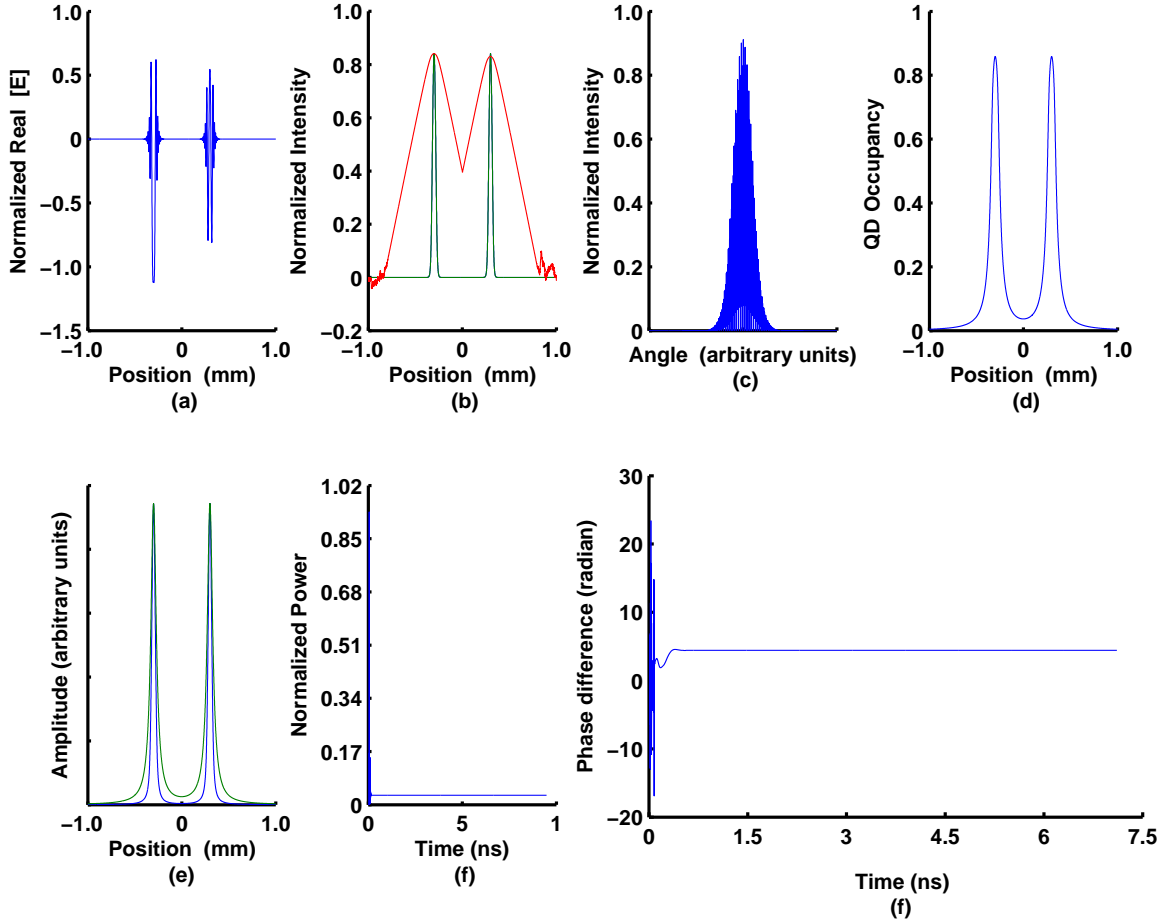 1.0
0.5
0
−0.5
−1.0
−1.5
−1.0 0 1.0
Normalized Real [E]
Position (mm)
(a)
1.0
0.8
0.6
0.4
0.2
0
−0.2
−1.0 0 1.0
Normalized Intensity
Position (mm)
(b)
1.0
0.8
0.6
0.4
0.2
0
Normalized Intensity
Angle (arbitrary units)
(c)
1
0.8
0.6
0.4
0.2
0
−1.0 0 1.0
QD Occupancy
Position (mm)
(d)
Amplitude (arbitrary units)
−1.0 0 1.0
Position (mm)
(e)
1.02
0.85
0.68
0.51
0.34
0.17
0
0 5 1
Normalized Power
Time (ns)
(f)
30
20
10
0
−10
−20
0 1.5 3 4.5 6 7.5
Phase difference (radian)
Time (ns)
(f)